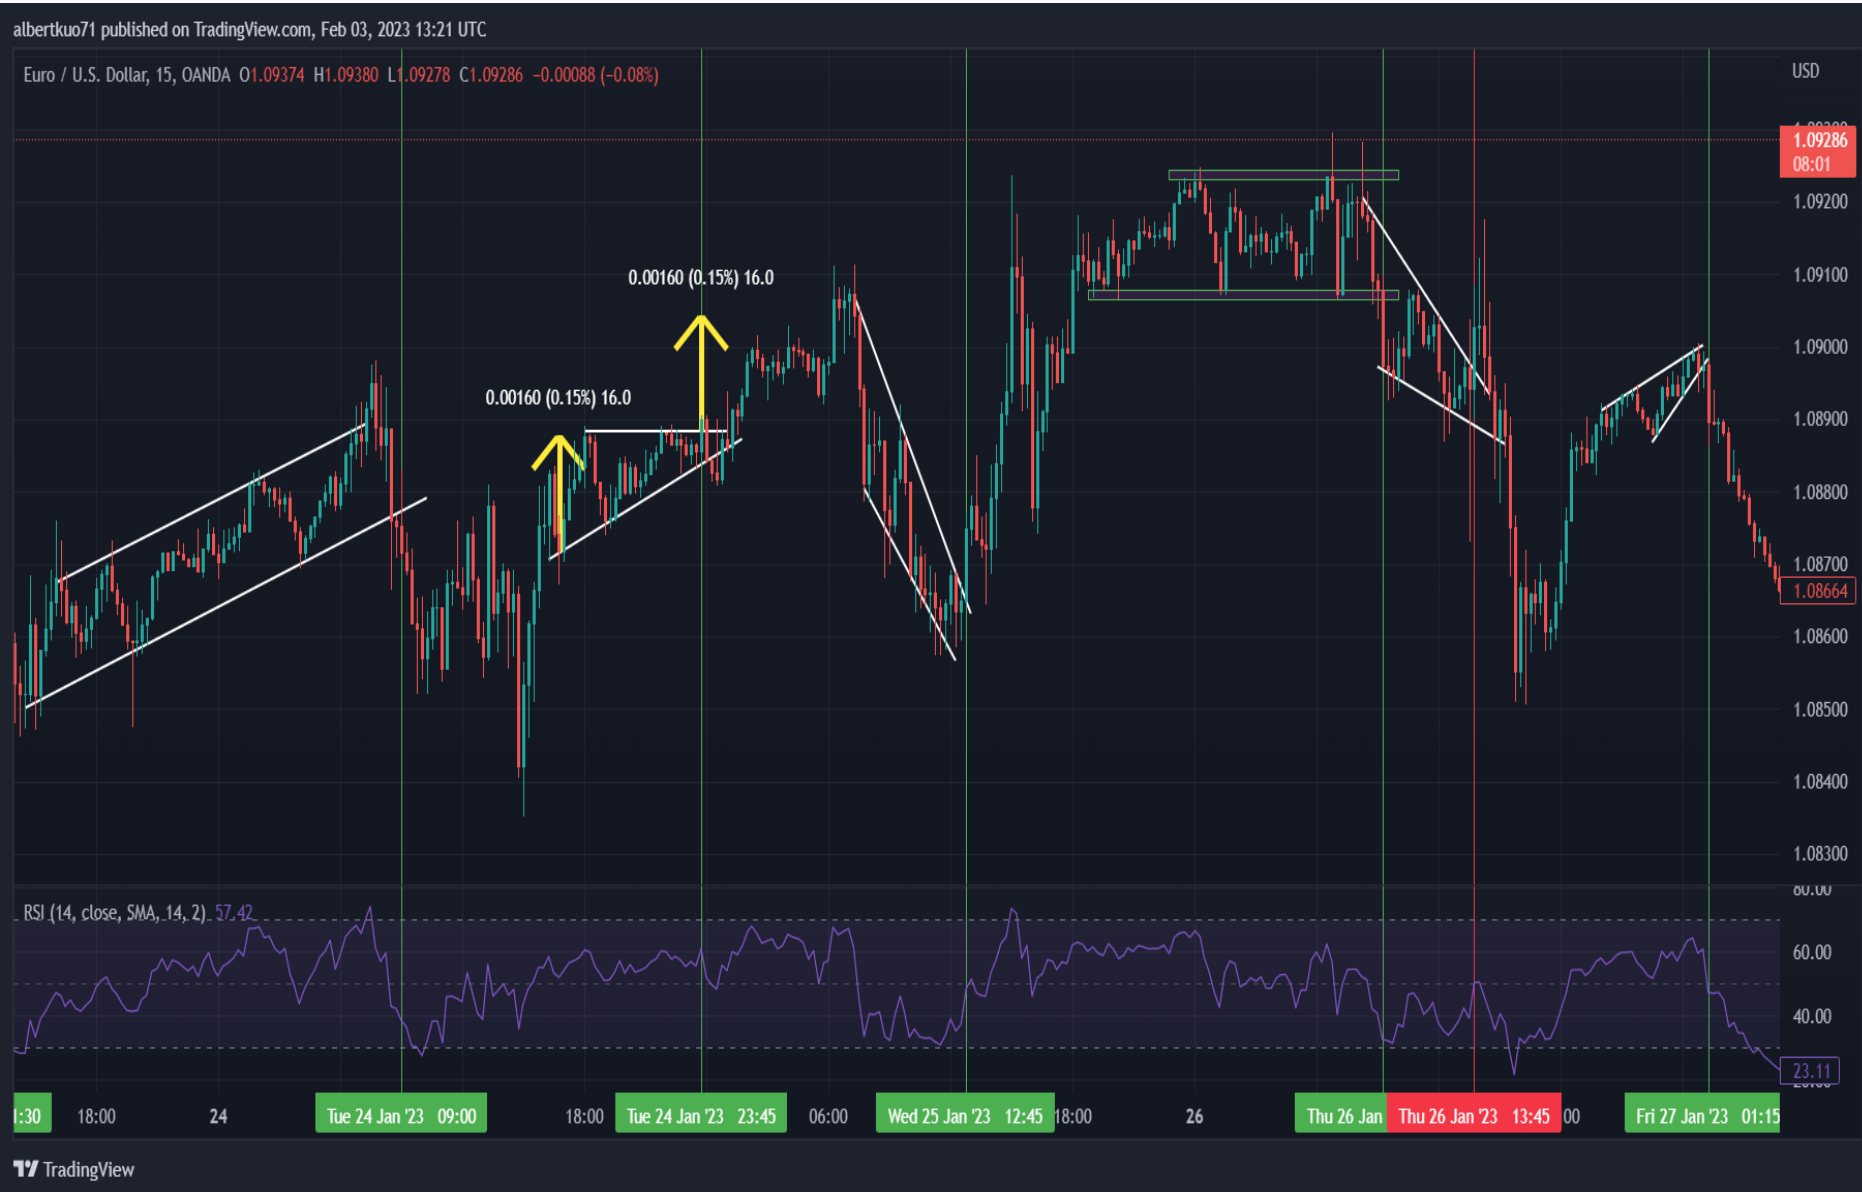 albertkuo71 published on TradingView.com, Feb 03, 2023 13:21 UTC
Euro / U.S. Dollar, 15, OANDA O1.09374 H1.09380 L1.09278 C1.09286 −0.00088 (−0.08%)
USD
1.09286
08:01
1.09200
0.00160 (0.15%) 16.0
1.09100
1.09000
0.00160 (0.15%) 16.0
1.08900
1.08800
1.08700
1.08664
1.08600
1.08500
1.08400
1.08300
80.00
RSI (14, close, SMA, 14, 2) 57.42
60.00
40.00
23.11
1:30 18:00 24 Tue 24 Jan '23 09:00 18:00 Tue 24 Jan '23 23:45 06:00 Wed 25 Jan '23 12:45 18:00 26 Thu 26 Jan Thu 26 Jan '23 13:45 00 Fri 27 Jan '23 01:15
TradingView